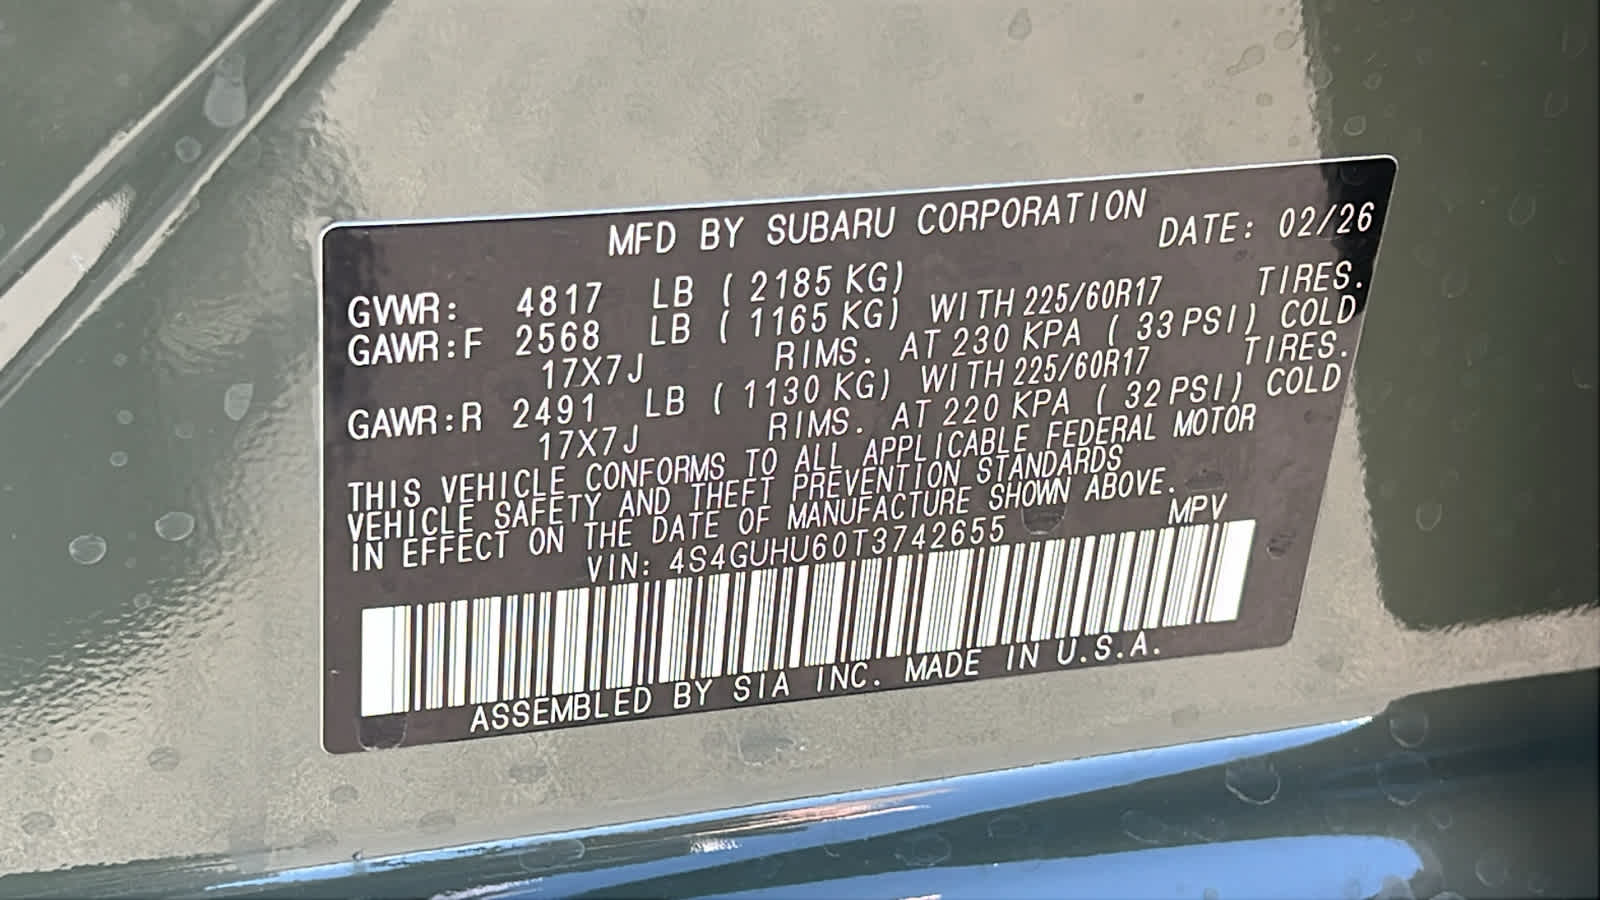 MFD BY SUBARU CORPORATION DATE: 02/26
GVWR: 4817 LB ( 2185 KG)
GAWR:F 2568 LB ( 1165 KG) WITH 225/60R17 TIRES.
17X7J RIMS. AT 230 KPA ( 33 PSI) COLD
GAWR:R 2491 LB ( 1130 KG) WITH 225/60R17 TIRES.
17X7J RIMS. AT 220 KPA ( 32 PSI) COLD
THIS VEHICLE CONFORMS TO ALL APPLICABLE FEDERAL MOTOR
VEHICLE SAFETY AND THEFT PREVENTION STANDARDS
IN EFFECT ON THE DATE OF MANUFACTURE SHOWN ABOVE.
VIN: 4S4GUHU60T3742655 MPV
ASSEMBLED BY SIA INC. MADE IN U.S.A.